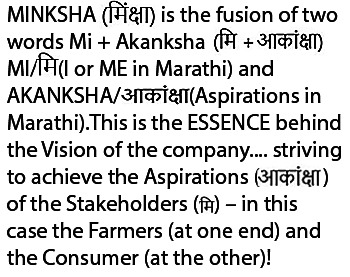 MINKSHA (मिंक्षा) is the fusion of two
words Mi + Akanksha (मि + आकांक्षा)
MI/मि(I or ME in Marathi) and
AKANKSHA/आकांक्षा(Aspirations in
Marathi).This is the ESSENCE behind
the Vision of the company.... striving
to achieve the Aspirations (आकांक्षा)
of the Stakeholders (मि) – in this
case the Farmers (at one end) and
the Consumer (at the other)!